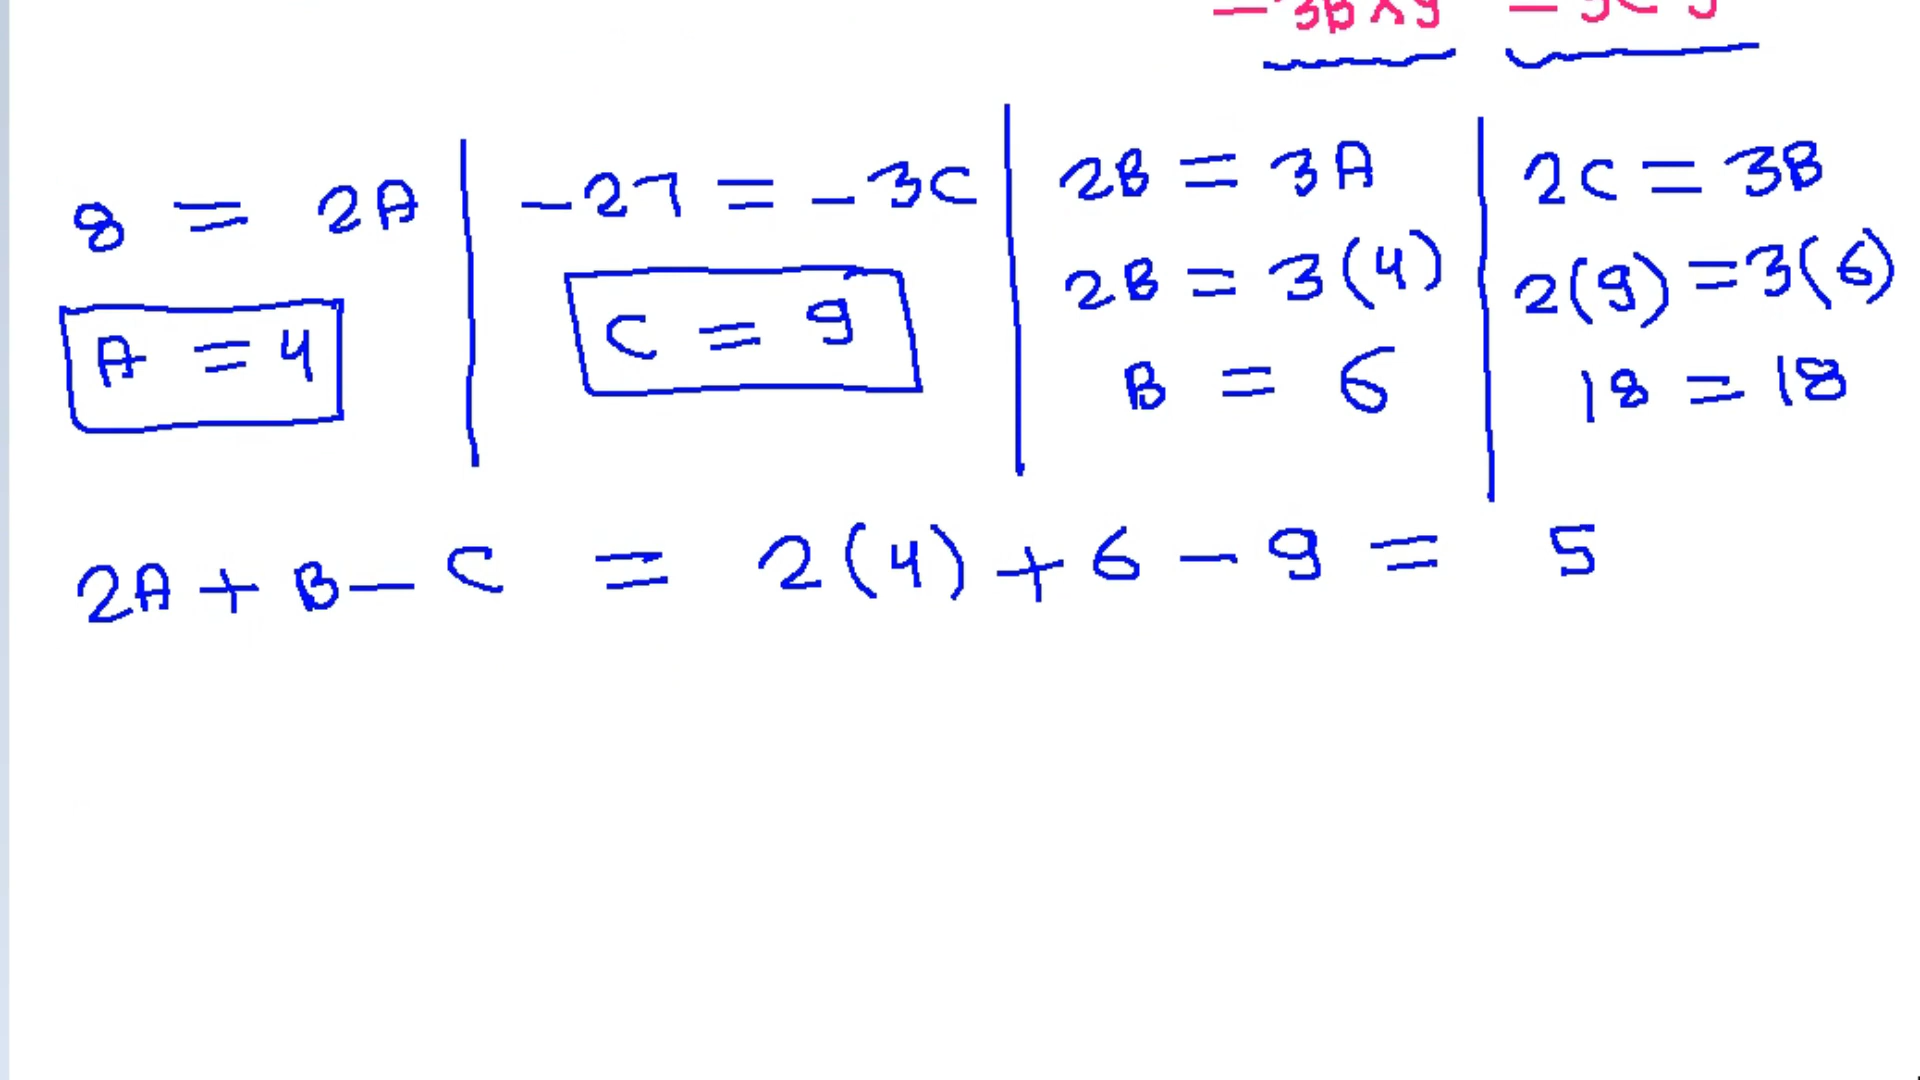 8 = 2A
A = 4
-27 = -3C
C = 9
2B = 3A
2B = 3(4)
B = 6
2C = 3B
2(9) = 3(6)
18 = 18
2A + B - C = 2(4) + 6 - 9 = 5